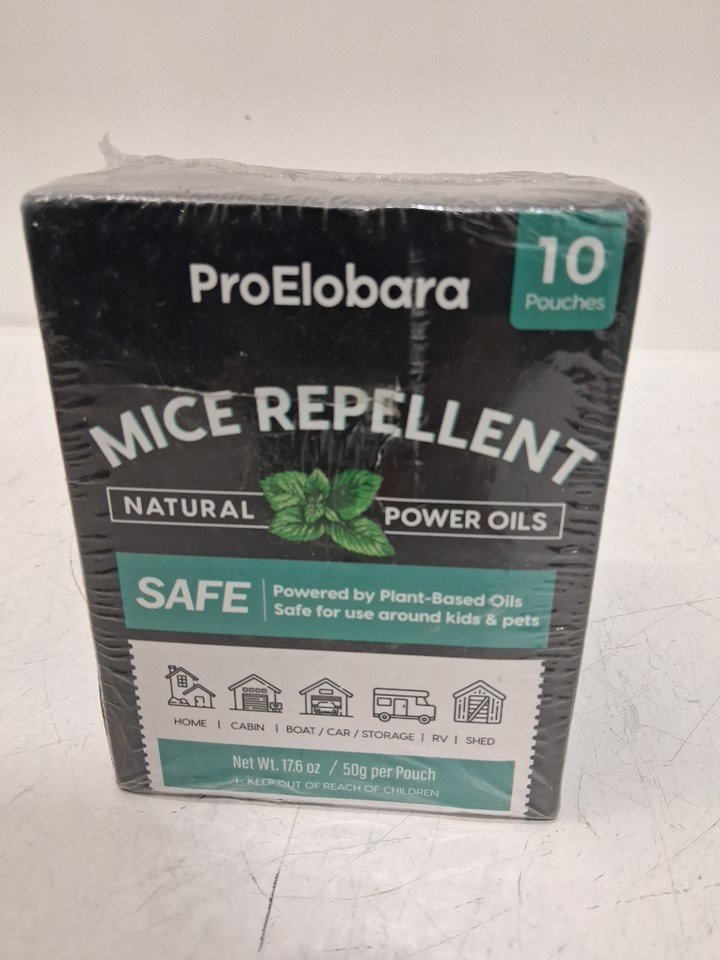 ProElobara
10
Pouches
MICE REPELLENT
NATURAL
POWER OILS
SAFE
Powered by Plant-Based Oils
Safe for use around kids & pets
HOME | CABIN | BOAT / CAR / STORAGE | RV | SHED
Net Wt. 17.6 oz / 50g per Pouch
KEEP OUT OF REACH OF CHILDREN